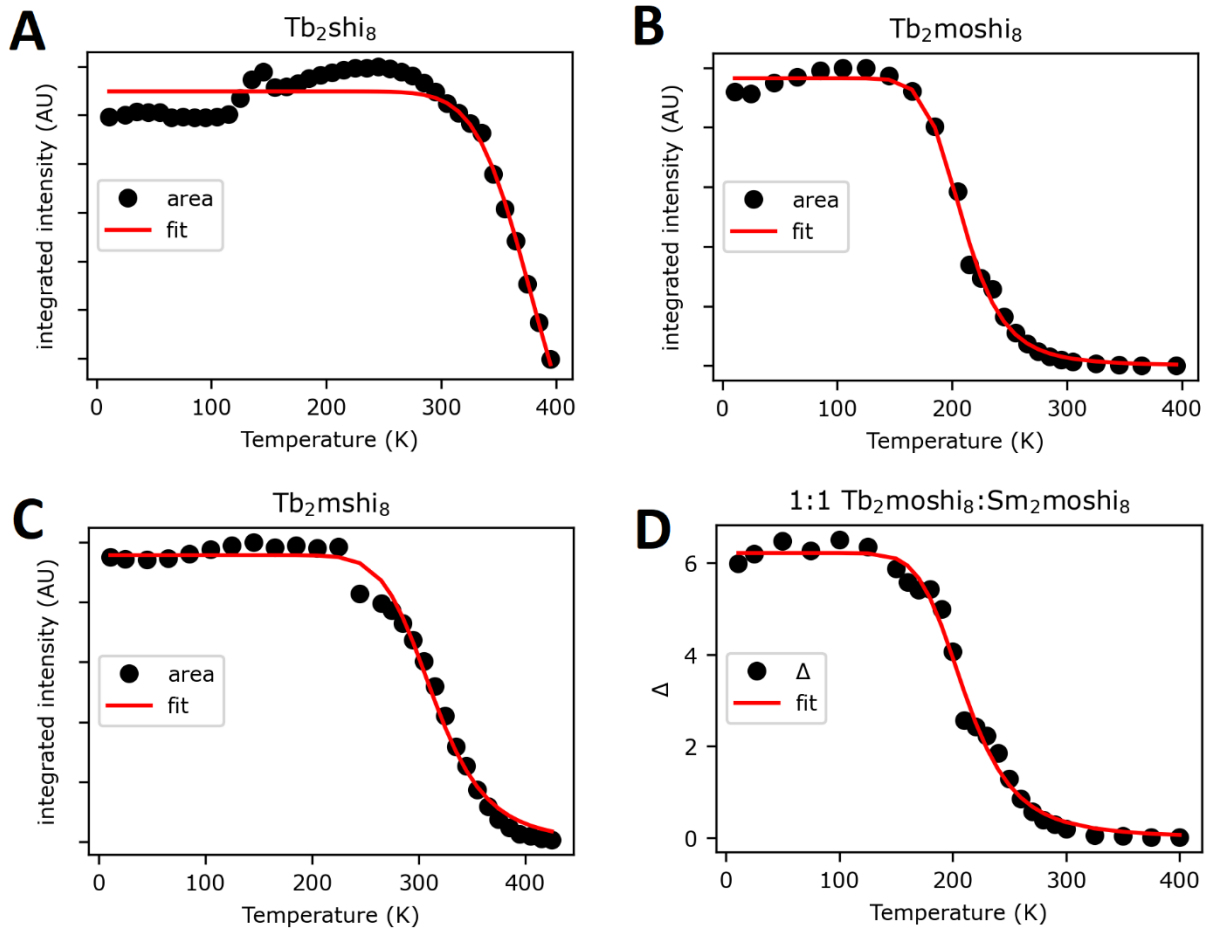 A
Tb₂shi₈
integrated intensity (AU)
area
fit
0 100 200 300 400
Temperature (K)
B
Tb₂moshi₈
integrated intensity (AU)
area
fit
0 100 200 300 400
Temperature (K)
C
Tb₂mshi₈
integrated intensity (AU)
area
fit
0 100 200 300 400
Temperature (K)
D
1:1 Tb₂moshi₈:Sm₂moshi₈
Δ
6
4
2
0
Δ
fit
0 100 200 300 400
Temperature (K)